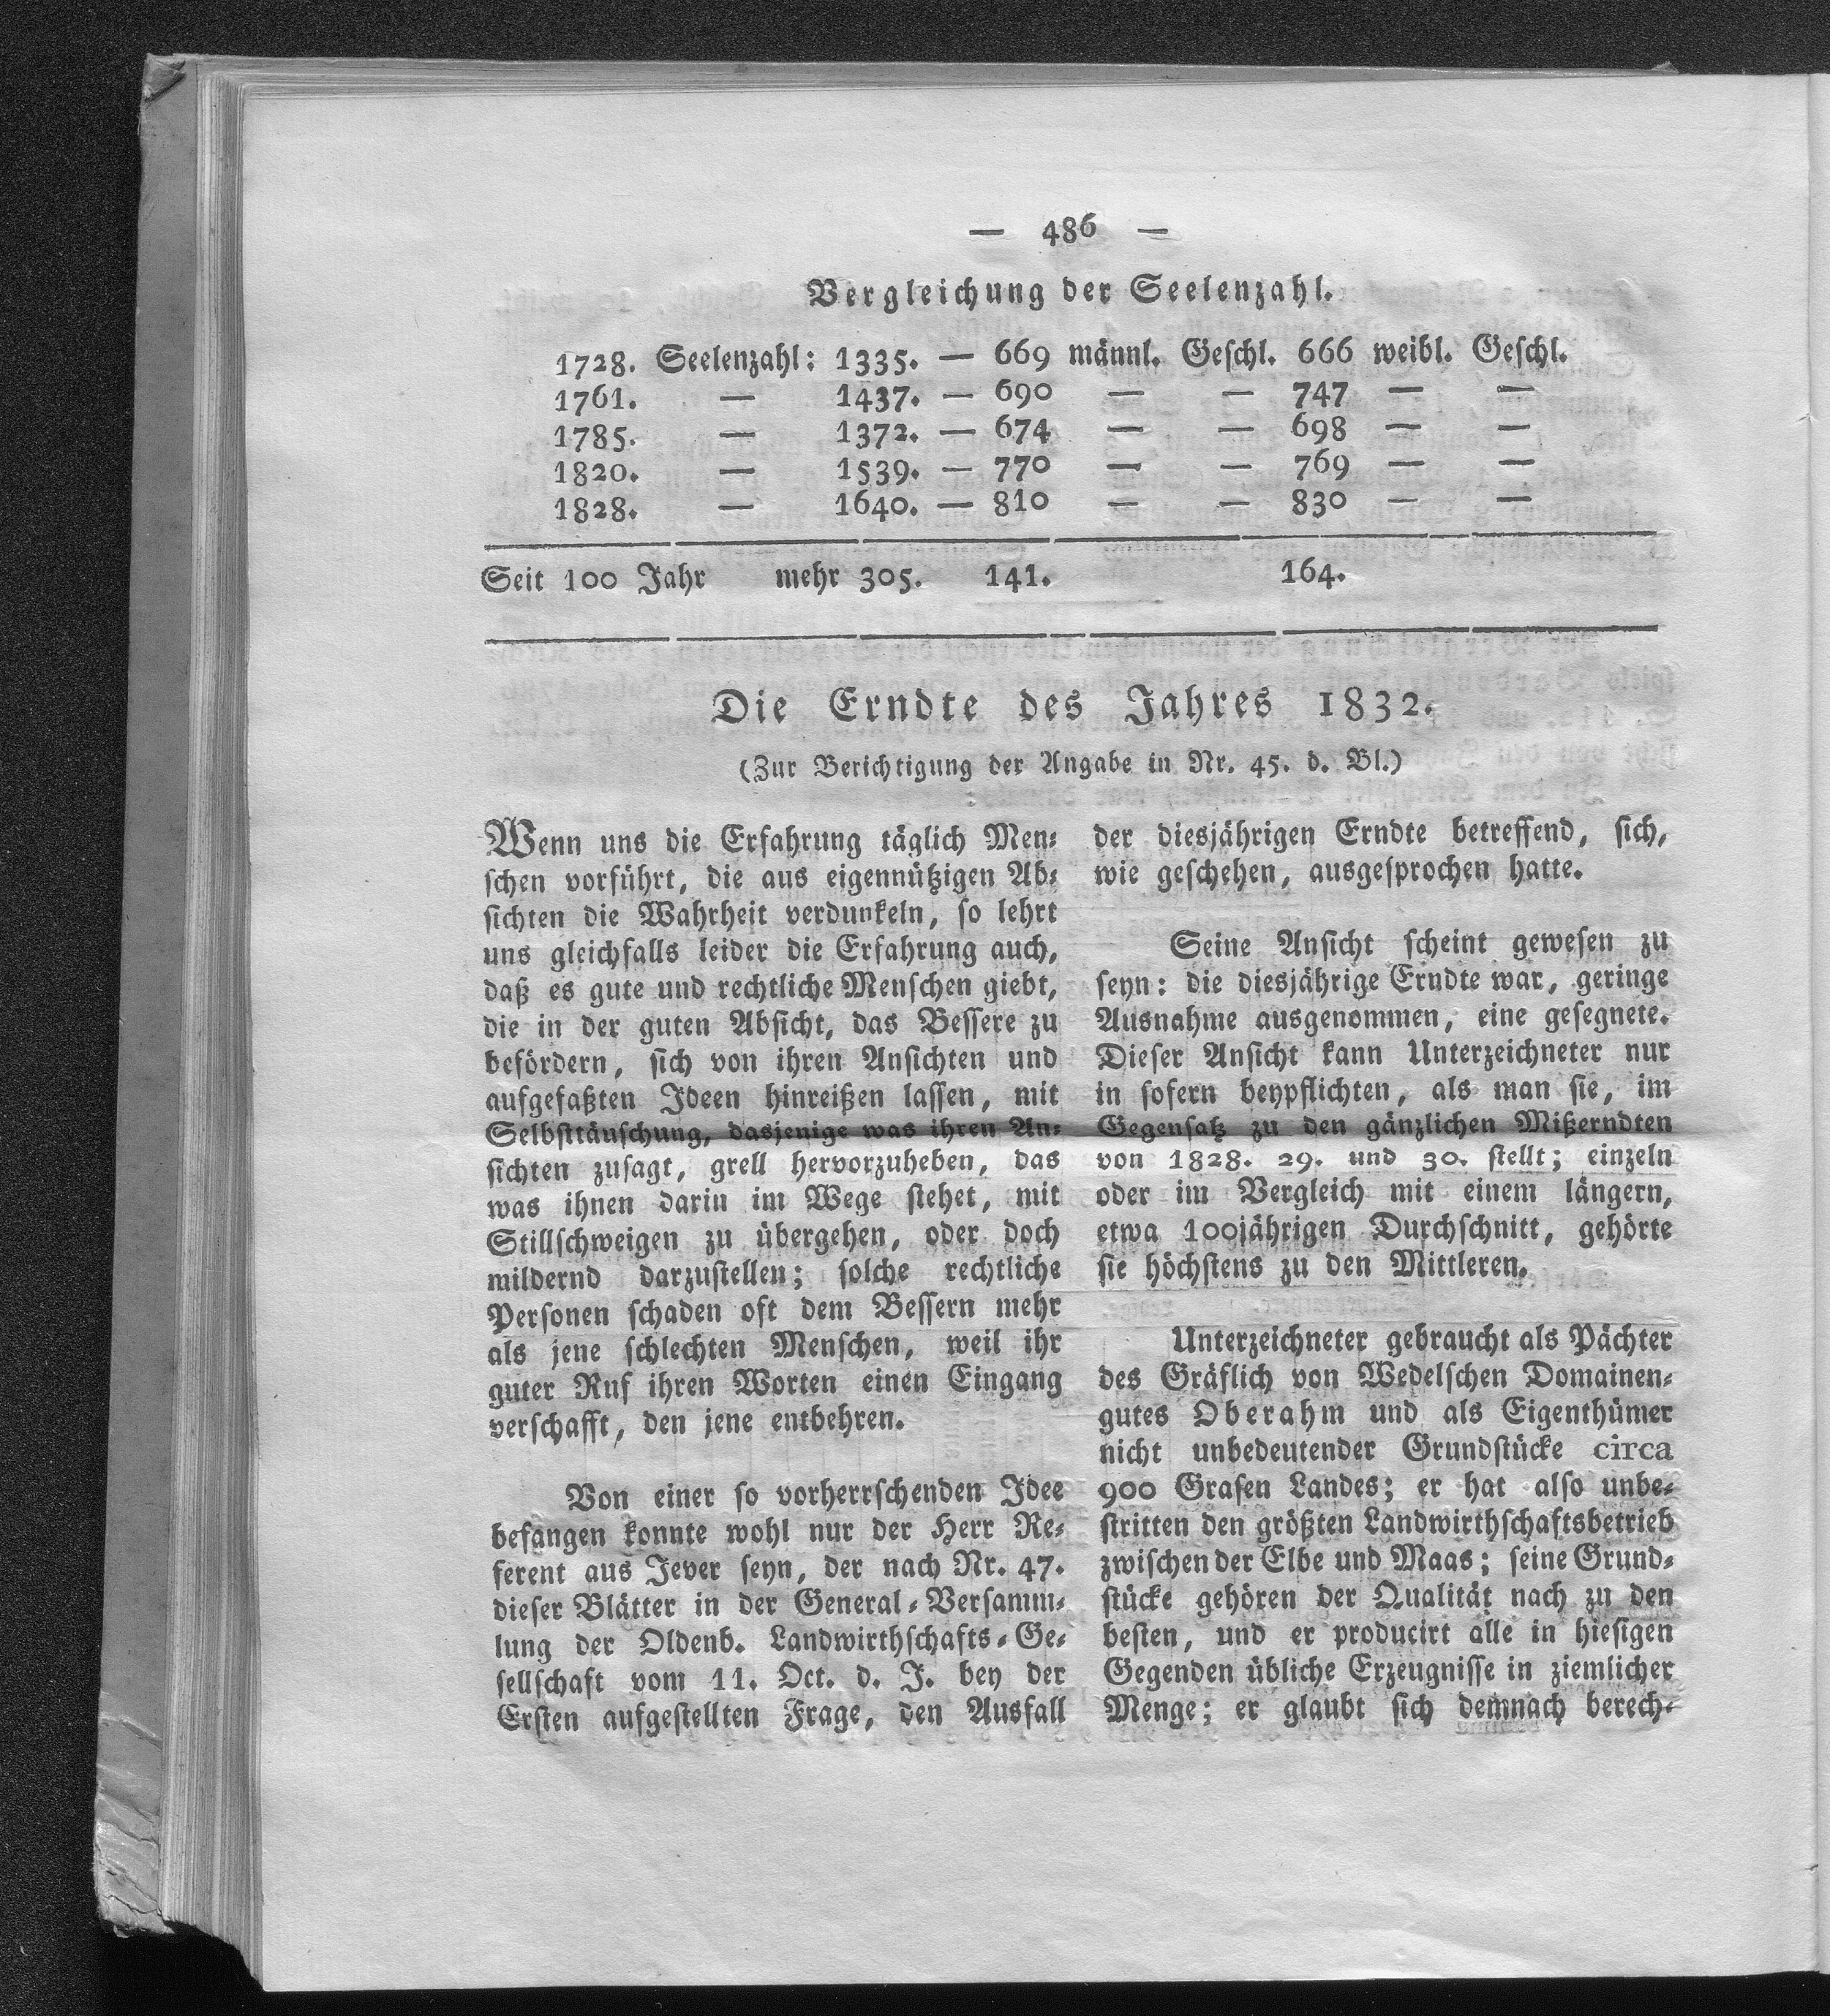 — 486 —
Vergleichung der Seelenzahl.
1728. Seelenzahl: 1335. — 669 männl. Geschl. 666 weibl. Geschl.
1761. — 1437. — 690 — — 747 — —
1785. — 1372. — 674 — — 698 — —
1820. — 1539. — 770 — — 769 — —
1828. — 1640. — 810 — — 830 — —
Seit 100 Jahr mehr 305. 141. 164.
Die Erndte des Jahres 1832.
(Zur Berichtigung der Angabe in Nr. 45. d. Bl.)
Wenn uns die Erfahrung täglich Men-
schen vorführt, die aus eigennützigen Ab-
sichten die Wahrheit verdunkeln, so lehrt
uns gleichfalls leider die Erfahrung auch,
daß es gute und rechtliche Menschen giebt,
die in der guten Absicht, das Bessere zu
befördern, sich von ihren Ansichten und
aufgefaßten Ideen hinreißen lassen, mit
Selbsttäuschung, dasjenige was ihren An-
sichten zusagt, grell hervorzuheben, das
was ihnen darin im Wege stehet, mit
Stillschweigen zu übergehen, oder doch
mildernd darzustellen; solche rechtliche
Personen schaden oft dem Bessern mehr
als jene schlechten Menschen, weil ihr
guter Ruf ihren Worten einen Eingang
verschafft, den jene entbehren.
Von einer so vorherrschenden Idee
befangen konnte wohl nur der Herr Re-
ferent aus Jever seyn, der nach Nr. 47.
dieser Blätter in der General-Versamm-
lung der Oldenb. Landwirthschafts-Ge-
sellschaft vom 11. Oct. d. J. bey der
Ersten aufgestellten Frage, den Ausfall
der diesjährigen Erndte betreffend, sich,
wie geschehen, ausgesprochen hatte.
Seine Ansicht scheint gewesen zu
seyn: die diesjährige Erndte war, geringe
Ausnahme ausgenommen, eine gesegnete.
Dieser Ansicht kann Unterzeichneter nur
in sofern beypflichten, als man sie, im
Gegensatz zu den gänzlichen Mißerndten
von 1828. 29. und 30. stellt; einzeln
oder im Vergleich mit einem längern,
etwa 100jährigen Durchschnitt, gehörte
sie höchstens zu den Mittleren.
Unterzeichneter gebraucht als Pächter
des Gräflich von Wedelschen Domainen-
gutes Oberahm und als Eigenthümer
nicht unbedeutender Grundstücke circa
900 Grasen Landes; er hat also unbe-
stritten den größten Landwirthschaftsbetrieb
zwischen der Elbe und Maas; seine Grund-
stücke gehören der Qualität nach zu den
besten, und er producirt alle in hiesigen
Gegenden übliche Erzeugnisse in ziemlicher
Menge; er glaubt sich demnach berech-